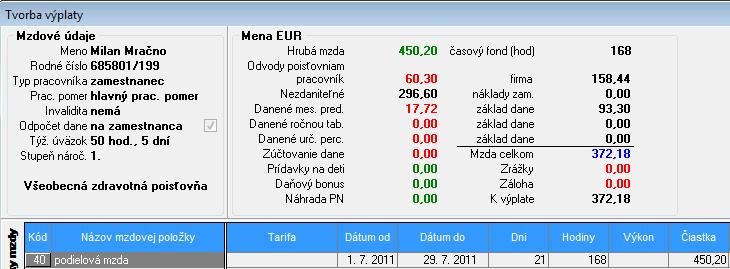 Tvorba výplaty
Mzdové údaje
Meno Milan Mračno
Rodné číslo 685801/199
Typ pracovníka zamestnanec
Prac. pomer hlavný prac. pomer
Invalidita nemá
Odpočet dane na zamestnanca
Týž. úväzok 50 hod., 5 dní
Stupeň nároč. 1.
Všeobecná zdravotná poisťovňa
Mena EUR
Hrubá mzda 450,20 časový fond (hod) 168
Odvody poisťovniam
pracovník 60,30 firma 158,44
Nezdaniteľné 296,60 náklady zam. 0,00
Danené mes. pred. 17,72 základ dane 93,30
Danené ročnou tab. 0,00 základ dane 0,00
Danené urč. perc. 0,00 základ dane 0,00
Zúčtovanie dane 0,00 Mzda celkom 372,18
Prídavky na deti 0,00 Zrážky 0,00
Daňový bonus 0,00 Záloha 0,00
Náhrada PN 0,00 K výplate 372,18
Kód Názov mzdovej položky Tarifa Dátum od Dátum do Dni Hodiny Výkon Čiastka
40 podielová mzda 1. 7. 2011 29. 7. 2011 21 168 450,20